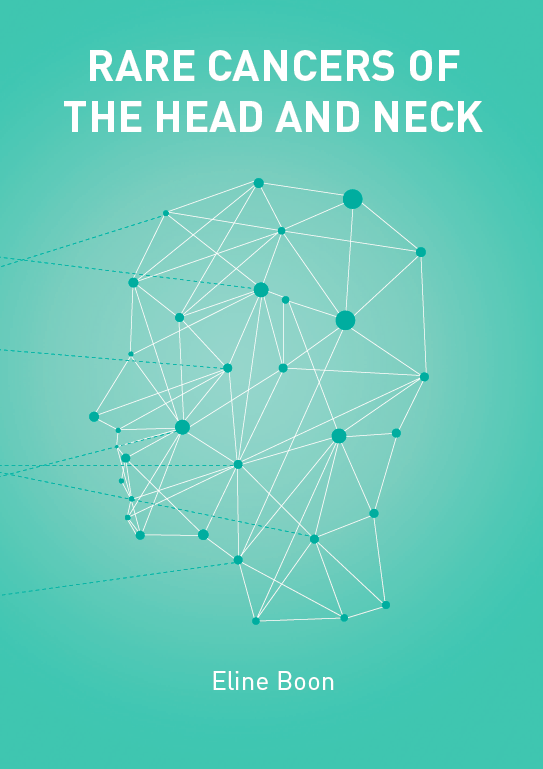 RARE CANCERS OF
THE HEAD AND NECK
Eline Boon